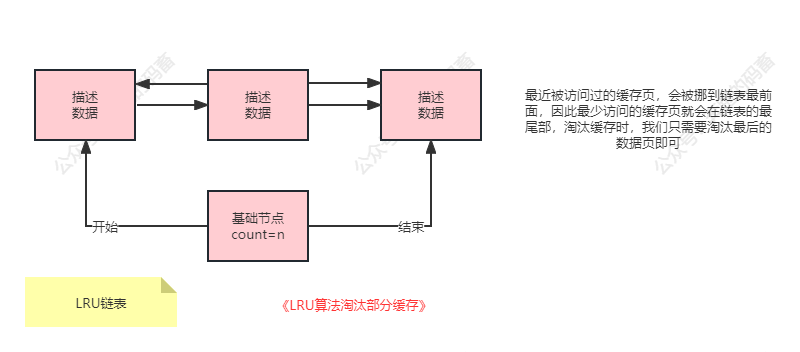 描述
数据
描述
数据
描述
数据
最近被访问过的缓存页，会被挪到链表最前
面，因此最少访问的缓存页就会在链表的最
尾部，淘汰缓存时，我们只需要淘汰最后的
数据页即可
开始
基础节点
count=n
结束
LRU链表
《LRU算法淘汰部分缓存》